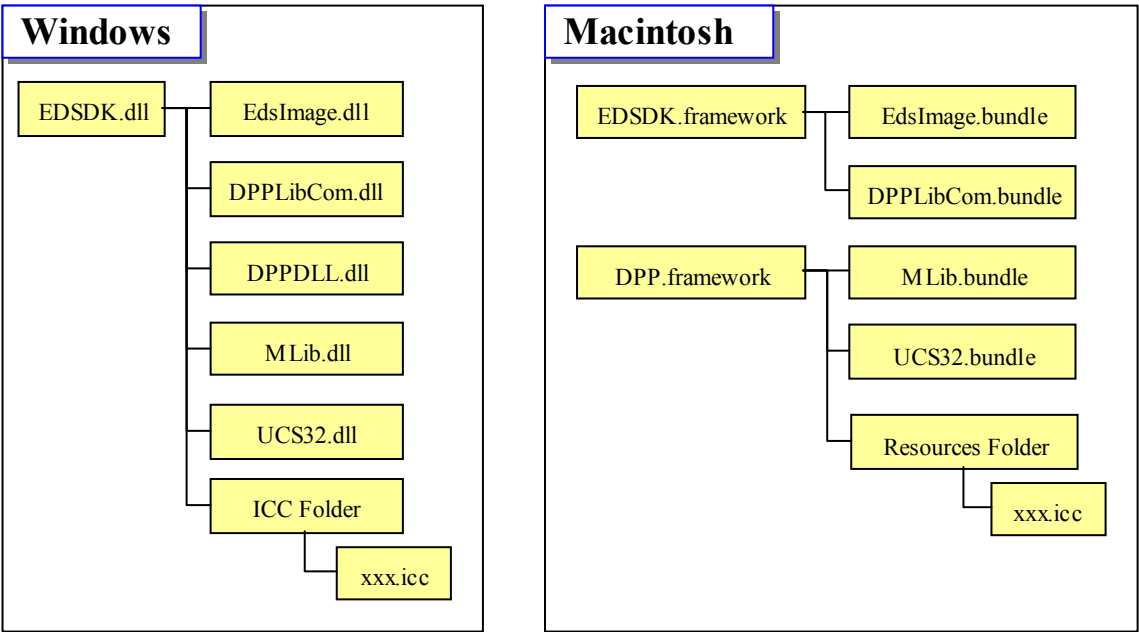 Windows
EDSDK.dll
EdsImage.dll
DPPLibCom.dll
DPPDLL.dll
MLib.dll
UCS32.dll
ICC Folder
xxx.icc
Macintosh
EDSDK.framework
EdsImage.bundle
DPPLibCom.bundle
DPP.framework
MLib.bundle
UCS32.bundle
Resources Folder
xxx.icc